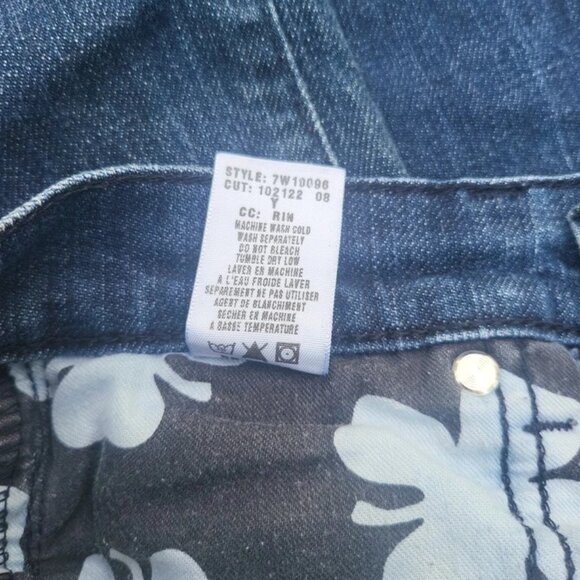 STYLE: 7W10096
CUT: 102122 08
Y
CC: RIN
MACHINE WASH COLD
WASH SEPARATELY
DO NOT BLEACH
TUMBLE DRY LOW
LAVER EN MACHINE
A L'EAU FROIDE LAVER
SEPAREMENT NE PAS UTILISER
AGENT DE BLANCHIMENT
SECHER EN MACHINE
A BASSE TEMPERATURE